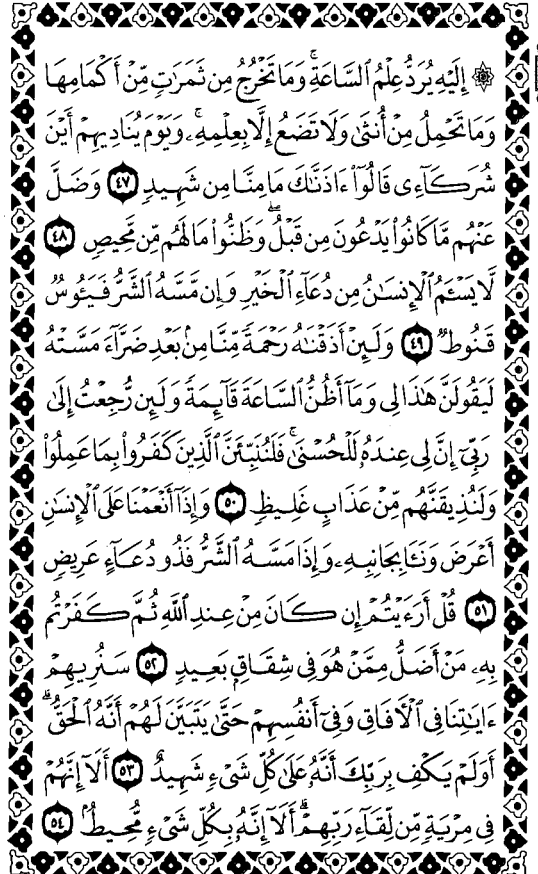 ۞ إِلَيْهِ يُرَدُّ عِلْمُ ٱلسَّاعَةِۚ وَمَا تَخْرُجُ مِن ثَمَرَٰتٍ مِّنْ أَكْمَامِهَا
وَمَا تَحْمِلُ مِنْ أُنثَىٰ وَلَا تَضَعُ إِلَّا بِعِلْمِهِۦۚ وَيَوْمَ يُنَادِيهِمْ أَيْنَ
شُرَكَآءِى قَالُوٓا۟ ءَاذَنَّٰكَ مَا مِنَّا مِن شَهِيدٍ ٤٧ وَضَلَّ
عَنْهُم مَّا كَانُوا۟ يَدْعُونَ مِن قَبْلُۖ وَظَنُّوا۟ مَا لَهُم مِّن مَّحِيصٍ ٤٨
لَّا يَسْـَٔمُ ٱلْإِنسَٰنُ مِن دُعَآءِ ٱلْخَيْرِ وَإِن مَّسَّهُ ٱلشَّرُّ فَيَـُٔوسٌ
قَنُوطٌ ٤٩ وَلَئِنْ أَذَقْنَٰهُ رَحْمَةً مِّنَّا مِنۢ بَعْدِ ضَرَّآءَ مَسَّتْهُ
لَيَقُولَنَّ هَٰذَا لِى وَمَآ أَظُنُّ ٱلسَّاعَةَ قَآئِمَةً وَلَئِن رُّجِعْتُ إِلَىٰ
رَبِّىٓ إِنَّ لِى عِندَهُۥ لَلْحُسْنَىٰۚ فَلَنُنَبِّئَنَّ ٱلَّذِينَ كَفَرُوا۟ بِمَا عَمِلُوا۟
وَلَنُذِيقَنَّهُم مِّنْ عَذَابٍ غَلِيظٍ ٥٠ وَإِذَآ أَنْعَمْنَا عَلَى ٱلْإِنسَٰنِ
أَعْرَضَ وَنَـَٔا بِجَانِبِهِۦ وَإِذَا مَسَّهُ ٱلشَّرُّ فَذُو دُعَآءٍ عَرِيضٍ
٥١ قُلْ أَرَءَيْتُمْ إِن كَانَ مِنْ عِندِ ٱللَّهِ ثُمَّ كَفَرْتُم
بِهِۦ مَنْ أَضَلُّ مِمَّنْ هُوَ فِى شِقَاقٍۭ بَعِيدٍ ٥٢ سَنُرِيهِمْ
ءَايَٰتِنَا فِى ٱلْـَٔافَاقِ وَفِىٓ أَنفُسِهِمْ حَتَّىٰ يَتَبَيَّنَ لَهُمْ أَنَّهُ ٱلْحَقُّۗ
أَوَلَمْ يَكْفِ بِرَبِّكَ أَنَّهُۥ عَلَىٰ كُلِّ شَىْءٍ شَهِيدٌ ٥٣ أَلَآ إِنَّهُمْ
فِى مِرْيَةٍ مِّن لِّقَآءِ رَبِّهِمْۗ أَلَآ إِنَّهُۥ بِكُلِّ شَىْءٍ مُّحِيطٌۢ ٥٤